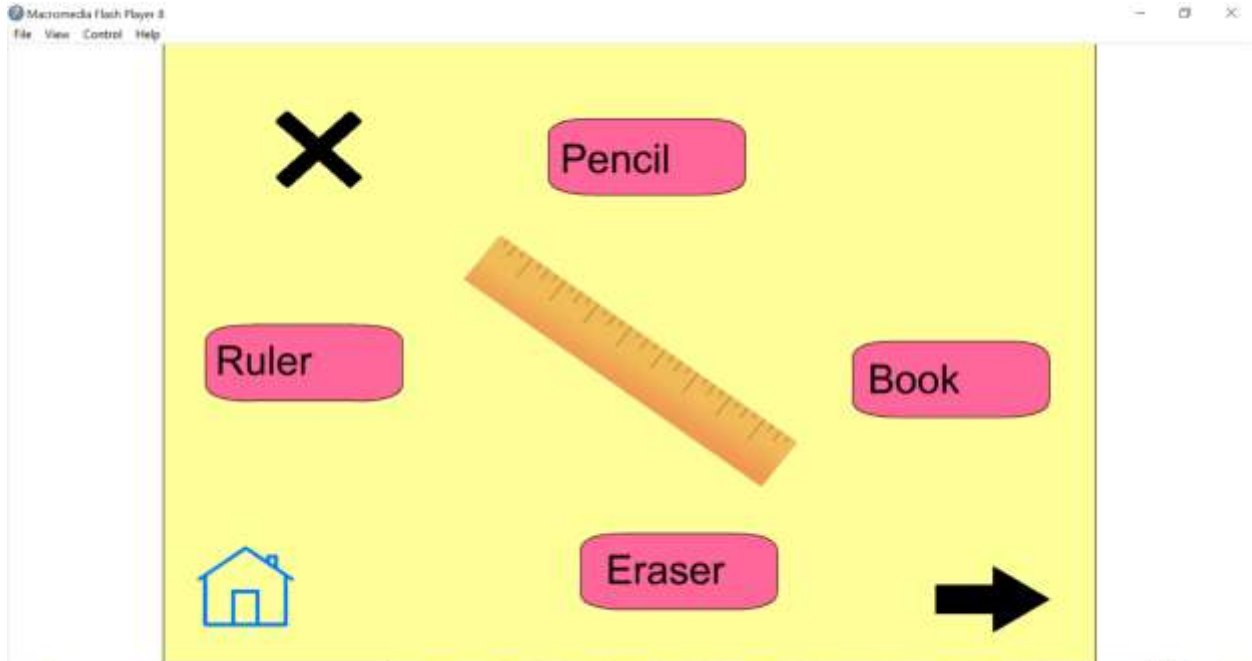 Macromedia Flash Player 8
File View Control Help
Pencil
Ruler
Book
Eraser